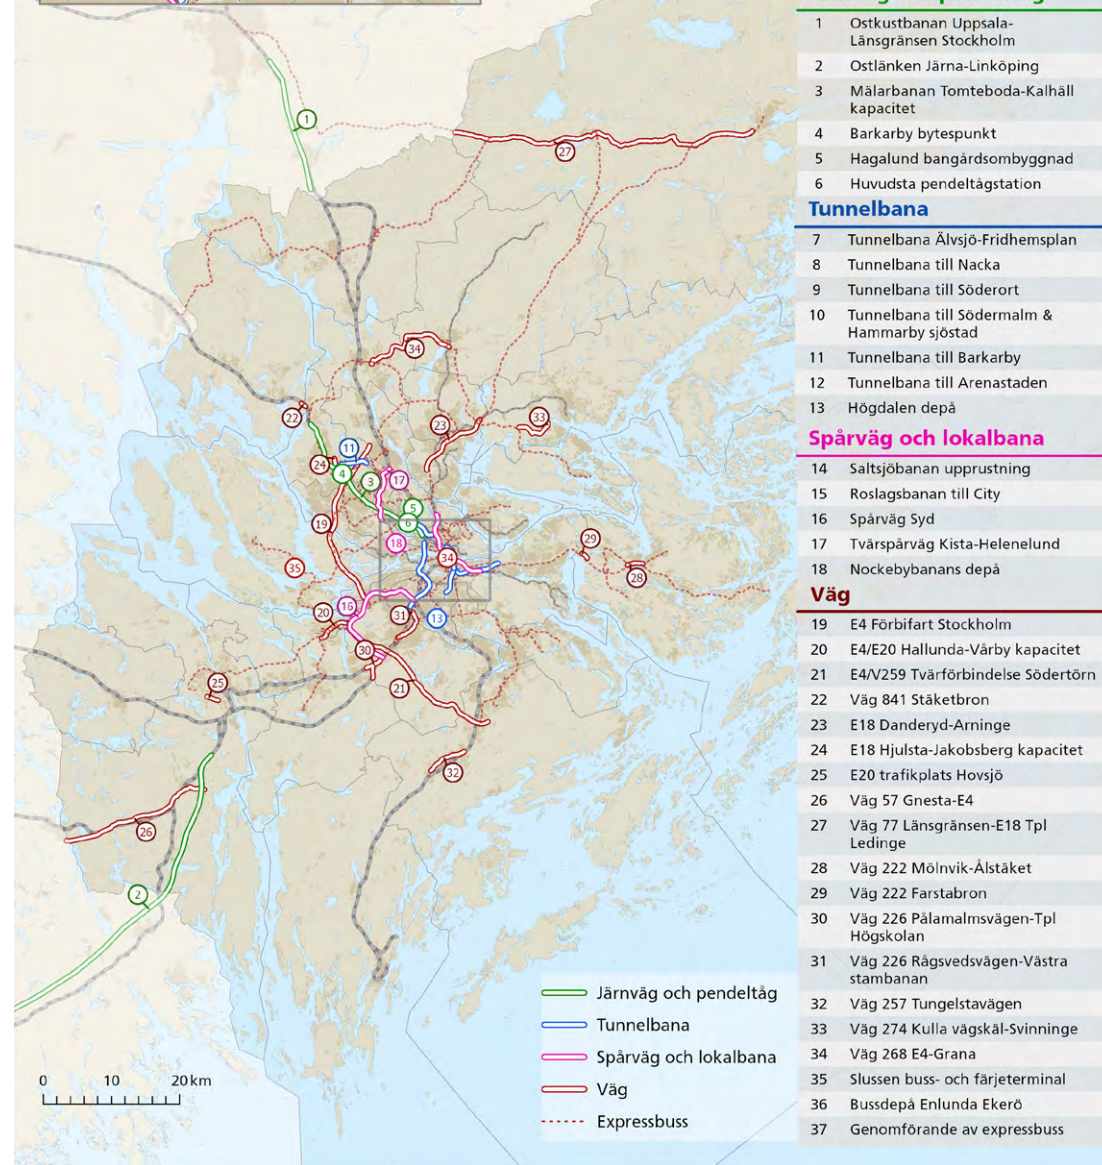 1 Ostkustbanan Uppsala-
Länsgränsen Stockholm
2 Ostlänken Järna-Linköping
3 Mälarbanan Tomteboda-Kalhäll
kapacitet
4 Barkarby bytespunkt
5 Hagalund bangårdsombyggnad
6 Huvudsta pendeltågstation
Tunnelbana
7 Tunnelbana Älvsjö-Fridhemsplan
8 Tunnelbana till Nacka
9 Tunnelbana till Söderort
10 Tunnelbana till Södermalm &
Hammarby sjöstad
11 Tunnelbana till Barkarby
12 Tunnelbana till Arenastaden
13 Högdalen depå
Spårväg och lokalbana
14 Saltsjöbanan upprustning
15 Roslagsbanan till City
16 Spårväg Syd
17 Tvärspårväg Kista-Helenelund
18 Nockebybanans depå
Väg
19 E4 Förbifart Stockholm
20 E4/E20 Hallunda-Vårby kapacitet
21 E4/V259 Tvärförbindelse Södertörn
22 Väg 841 Stäketbron
23 E18 Danderyd-Arninge
24 E18 Hjulsta-Jakobsberg kapacitet
25 E20 trafikplats Hovsjö
26 Väg 57 Gnesta-E4
27 Väg 77 Länsgränsen-E18 Tpl
Ledinge
28 Väg 222 Mölnvik-Ålstäket
29 Väg 222 Farstabron
30 Väg 226 Pålamalmsvägen-Tpl
Högskolan
31 Väg 226 Rågsvedsvägen-Västra
stambanan
32 Väg 257 Tungelstavägen
33 Väg 274 Kulla vägskäl-Svinninge
34 Väg 268 E4-Grana
35 Slussen buss- och färjeterminal
36 Bussdepå Enlunda Ekerö
37 Genomförande av expressbuss
1
27
34
22
33
23
11
24
4
3
17
5
6
19
18
29
34
35
28
16
20
31
13
30
25
21
32
26
2
Järnväg och pendeltåg
Tunnelbana
Spårväg och lokalbana
Väg
Expressbuss
0 10 20 km